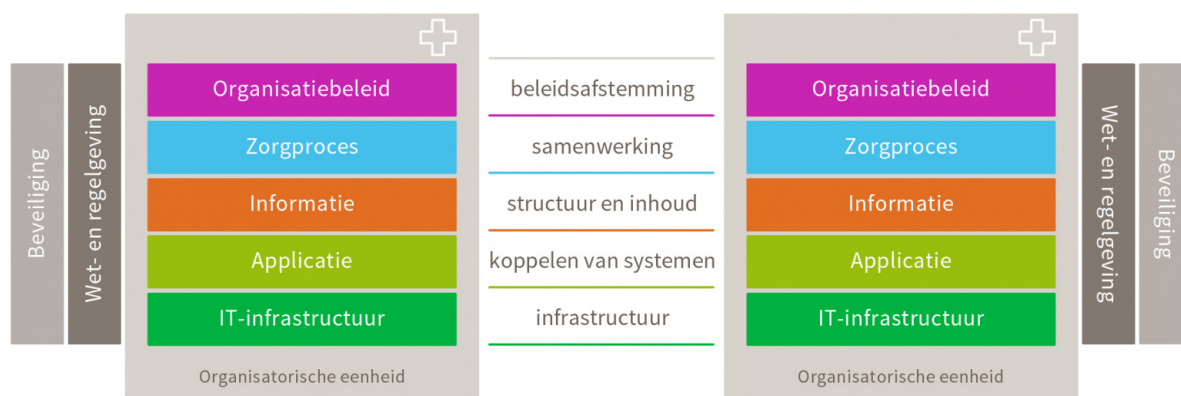 Beveiliging
Wet- en regelgeving
Organisatiebeleid
Zorgproces
Informatie
Applicatie
IT-infrastructuur
Organisatorische eenheid
beleidsafstemming
samenwerking
structuur en inhoud
koppelen van systemen
infrastructuur
Organisatiebeleid
Zorgproces
Informatie
Applicatie
IT-infrastructuur
Organisatorische eenheid
Wet- en regelgeving
Beveiliging